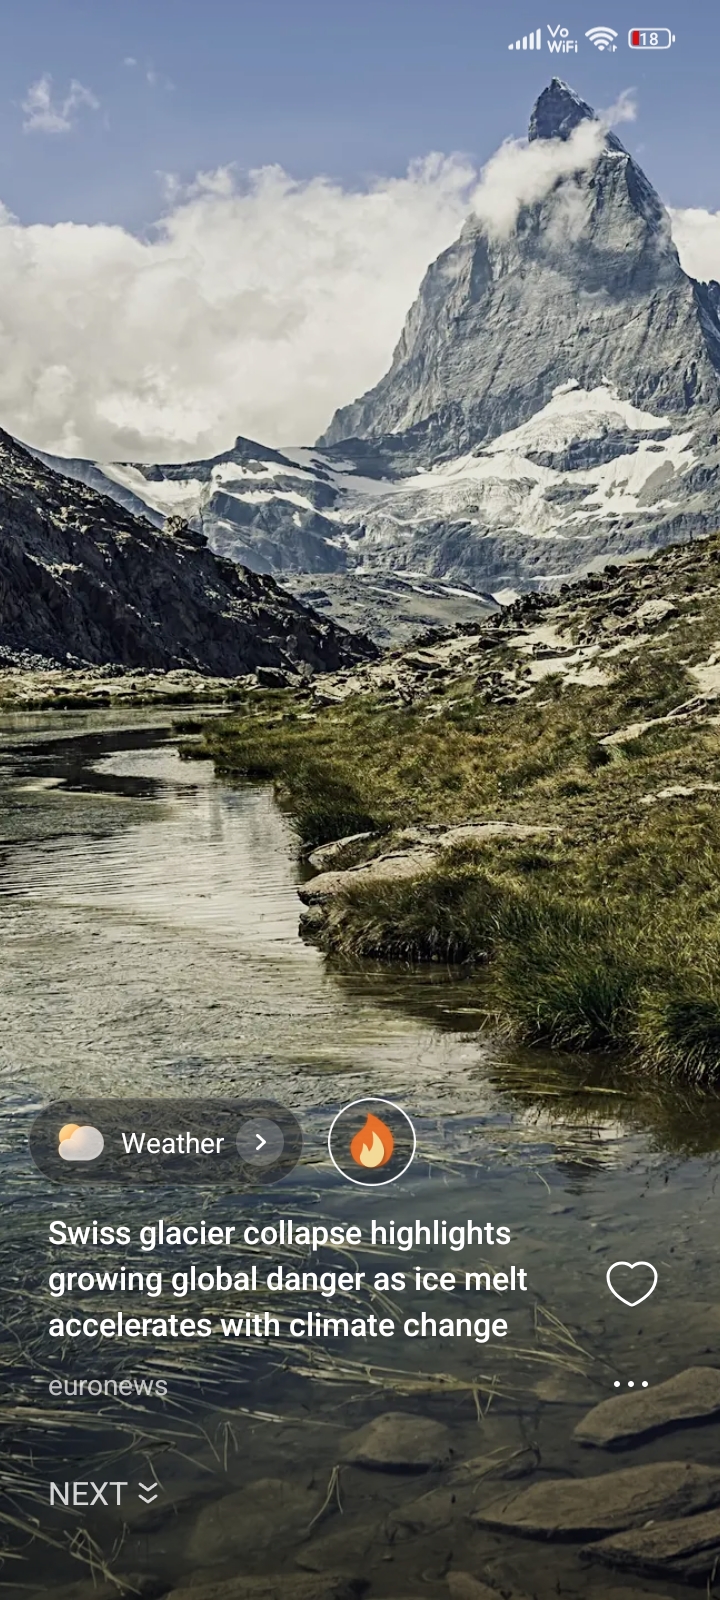 Vo
WiFi
18
Weather
Swiss glacier collapse highlights
growing global danger as ice melt
accelerates with climate change
euronews
NEXT